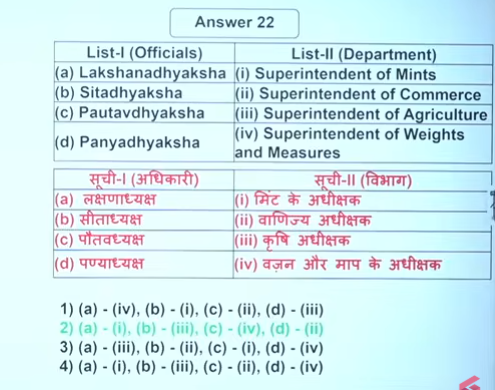 Answer 22
List-I (Officials) List-II (Department)
(a) Lakshanadhyaksha (i) Superintendent of Mints
(b) Sitadhyaksha (ii) Superintendent of Commerce
(c) Pautavdhyaksha (iii) Superintendent of Agriculture
(d) Panyadhyaksha (iv) Superintendent of Weights
and Measures
सूची-I (अधिकारी) सूची-II (विभाग)
(a) लक्षणाध्यक्ष (i) मिंट के अधीक्षक
(b) सीताध्यक्ष (ii) वाणिज्य अधीक्षक
(c) पौतवध्यक्ष (iii) कृषि अधीक्षक
(d) पण्याध्यक्ष (iv) वज़न और माप के अधीक्षक
1) (a) - (iv), (b) - (i), (c) - (ii), (d) - (iii)
2) (a) - (i), (b) - (iii), (c) - (iv), (d) - (ii)
3) (a) - (iii), (b) - (ii), (c) - (i), (d) - (iv)
4) (a) - (i), (b) - (iii), (c) - (ii), (d) - (iv)